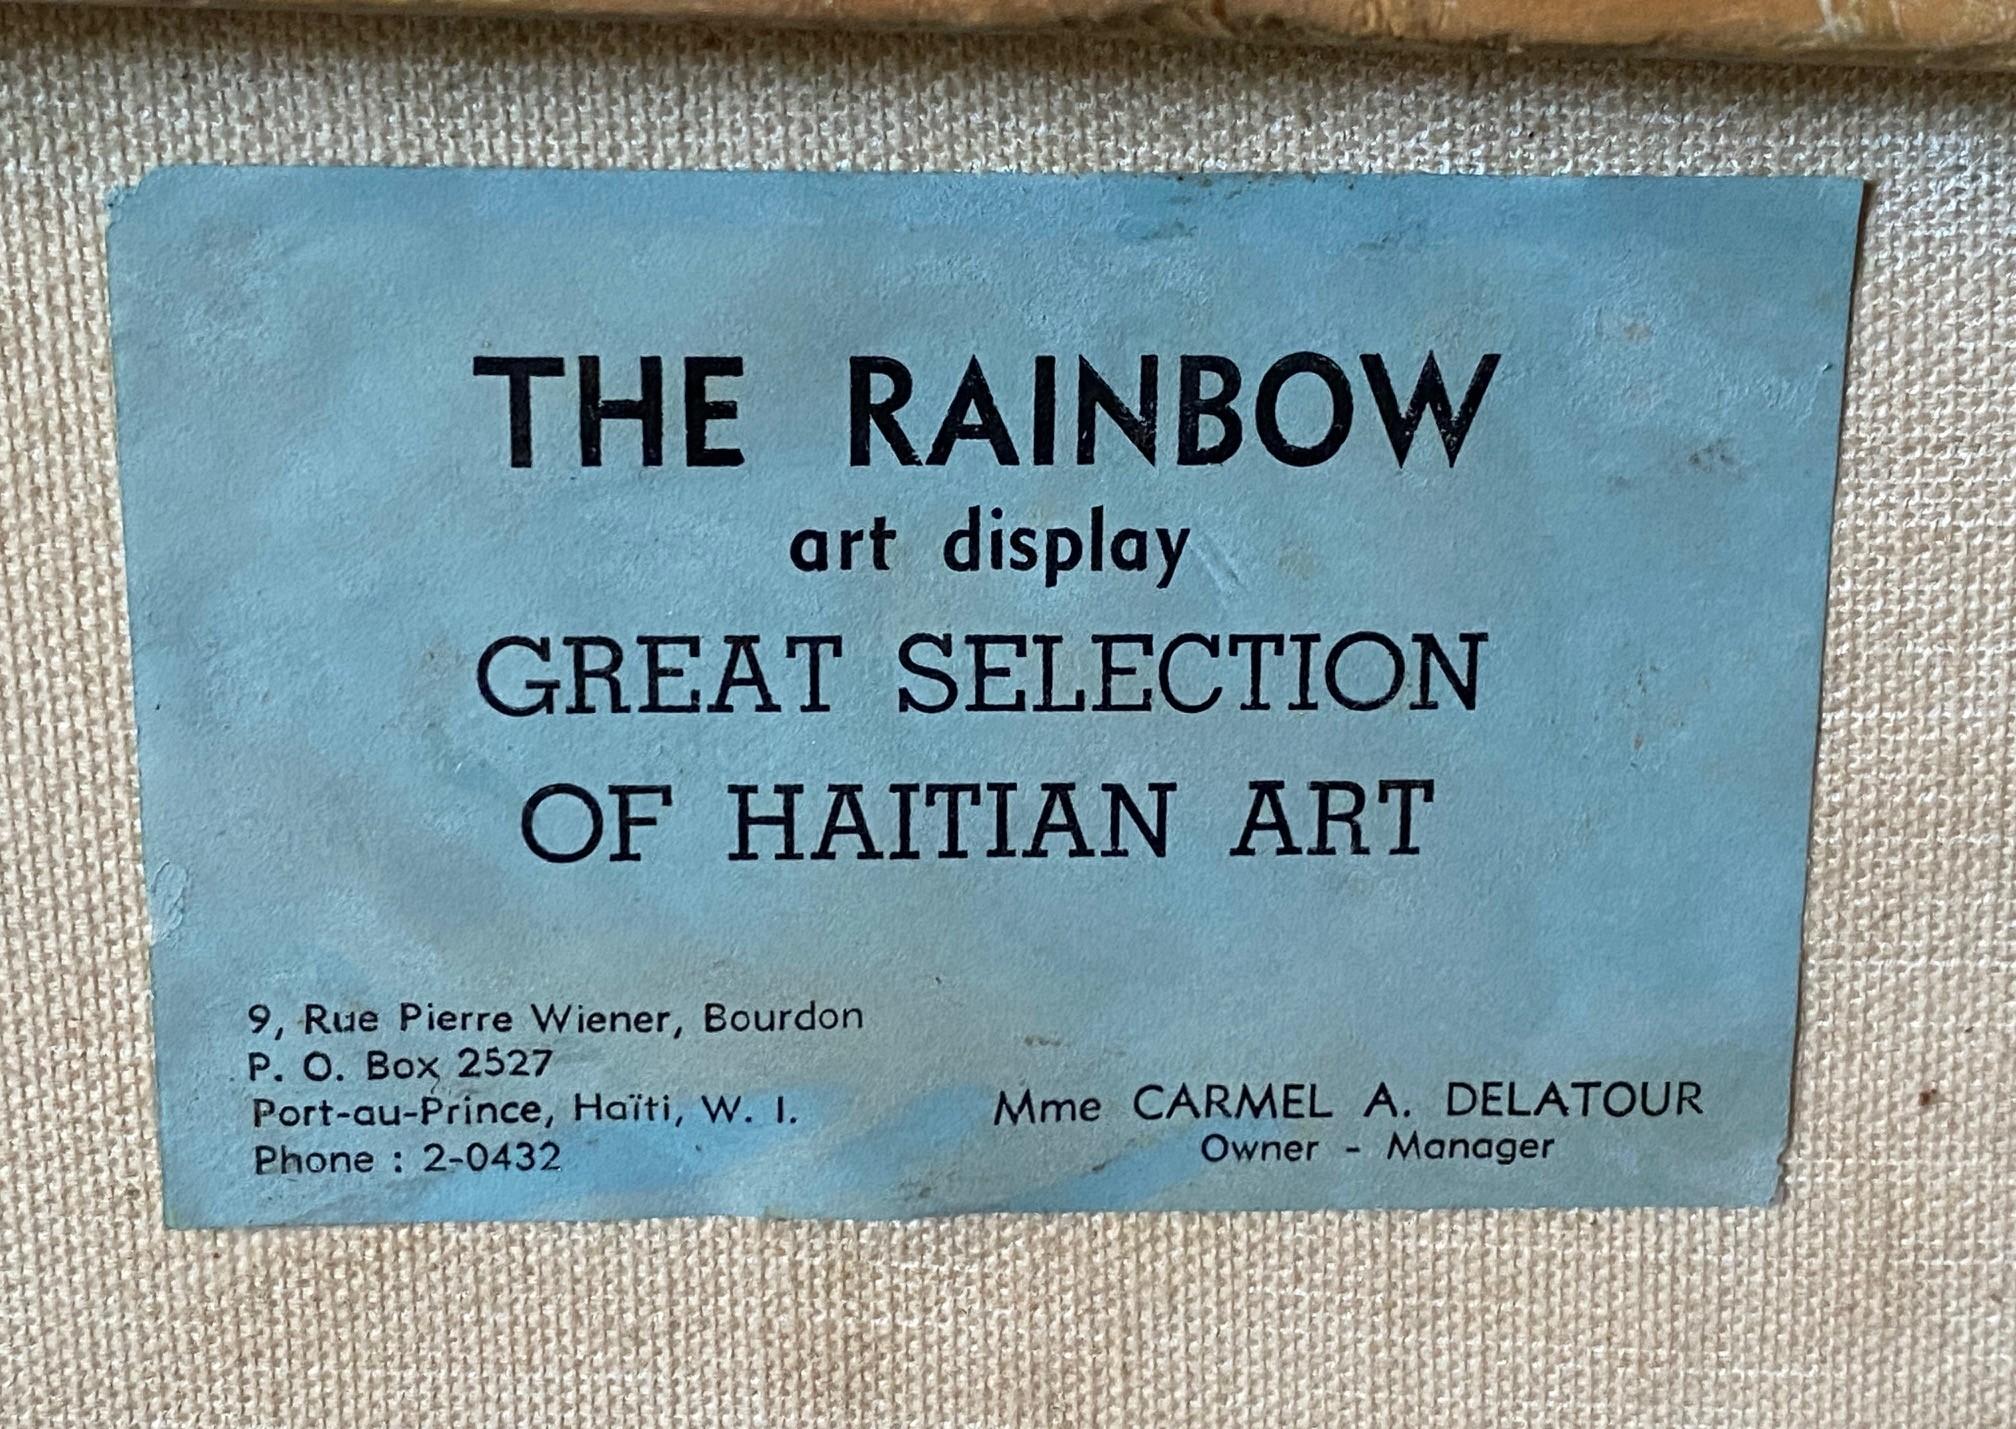 THE RAINBOW
art display
GREAT SELECTION
OF HAITIAN ART
9, Rue Pierre Wiener, Bourdon
P. O. Box 2527
Port-au-Prince, Haïti, W. I.
Phone : 2-0432
Mme CARMEL A. DELATOUR
Owner - Manager